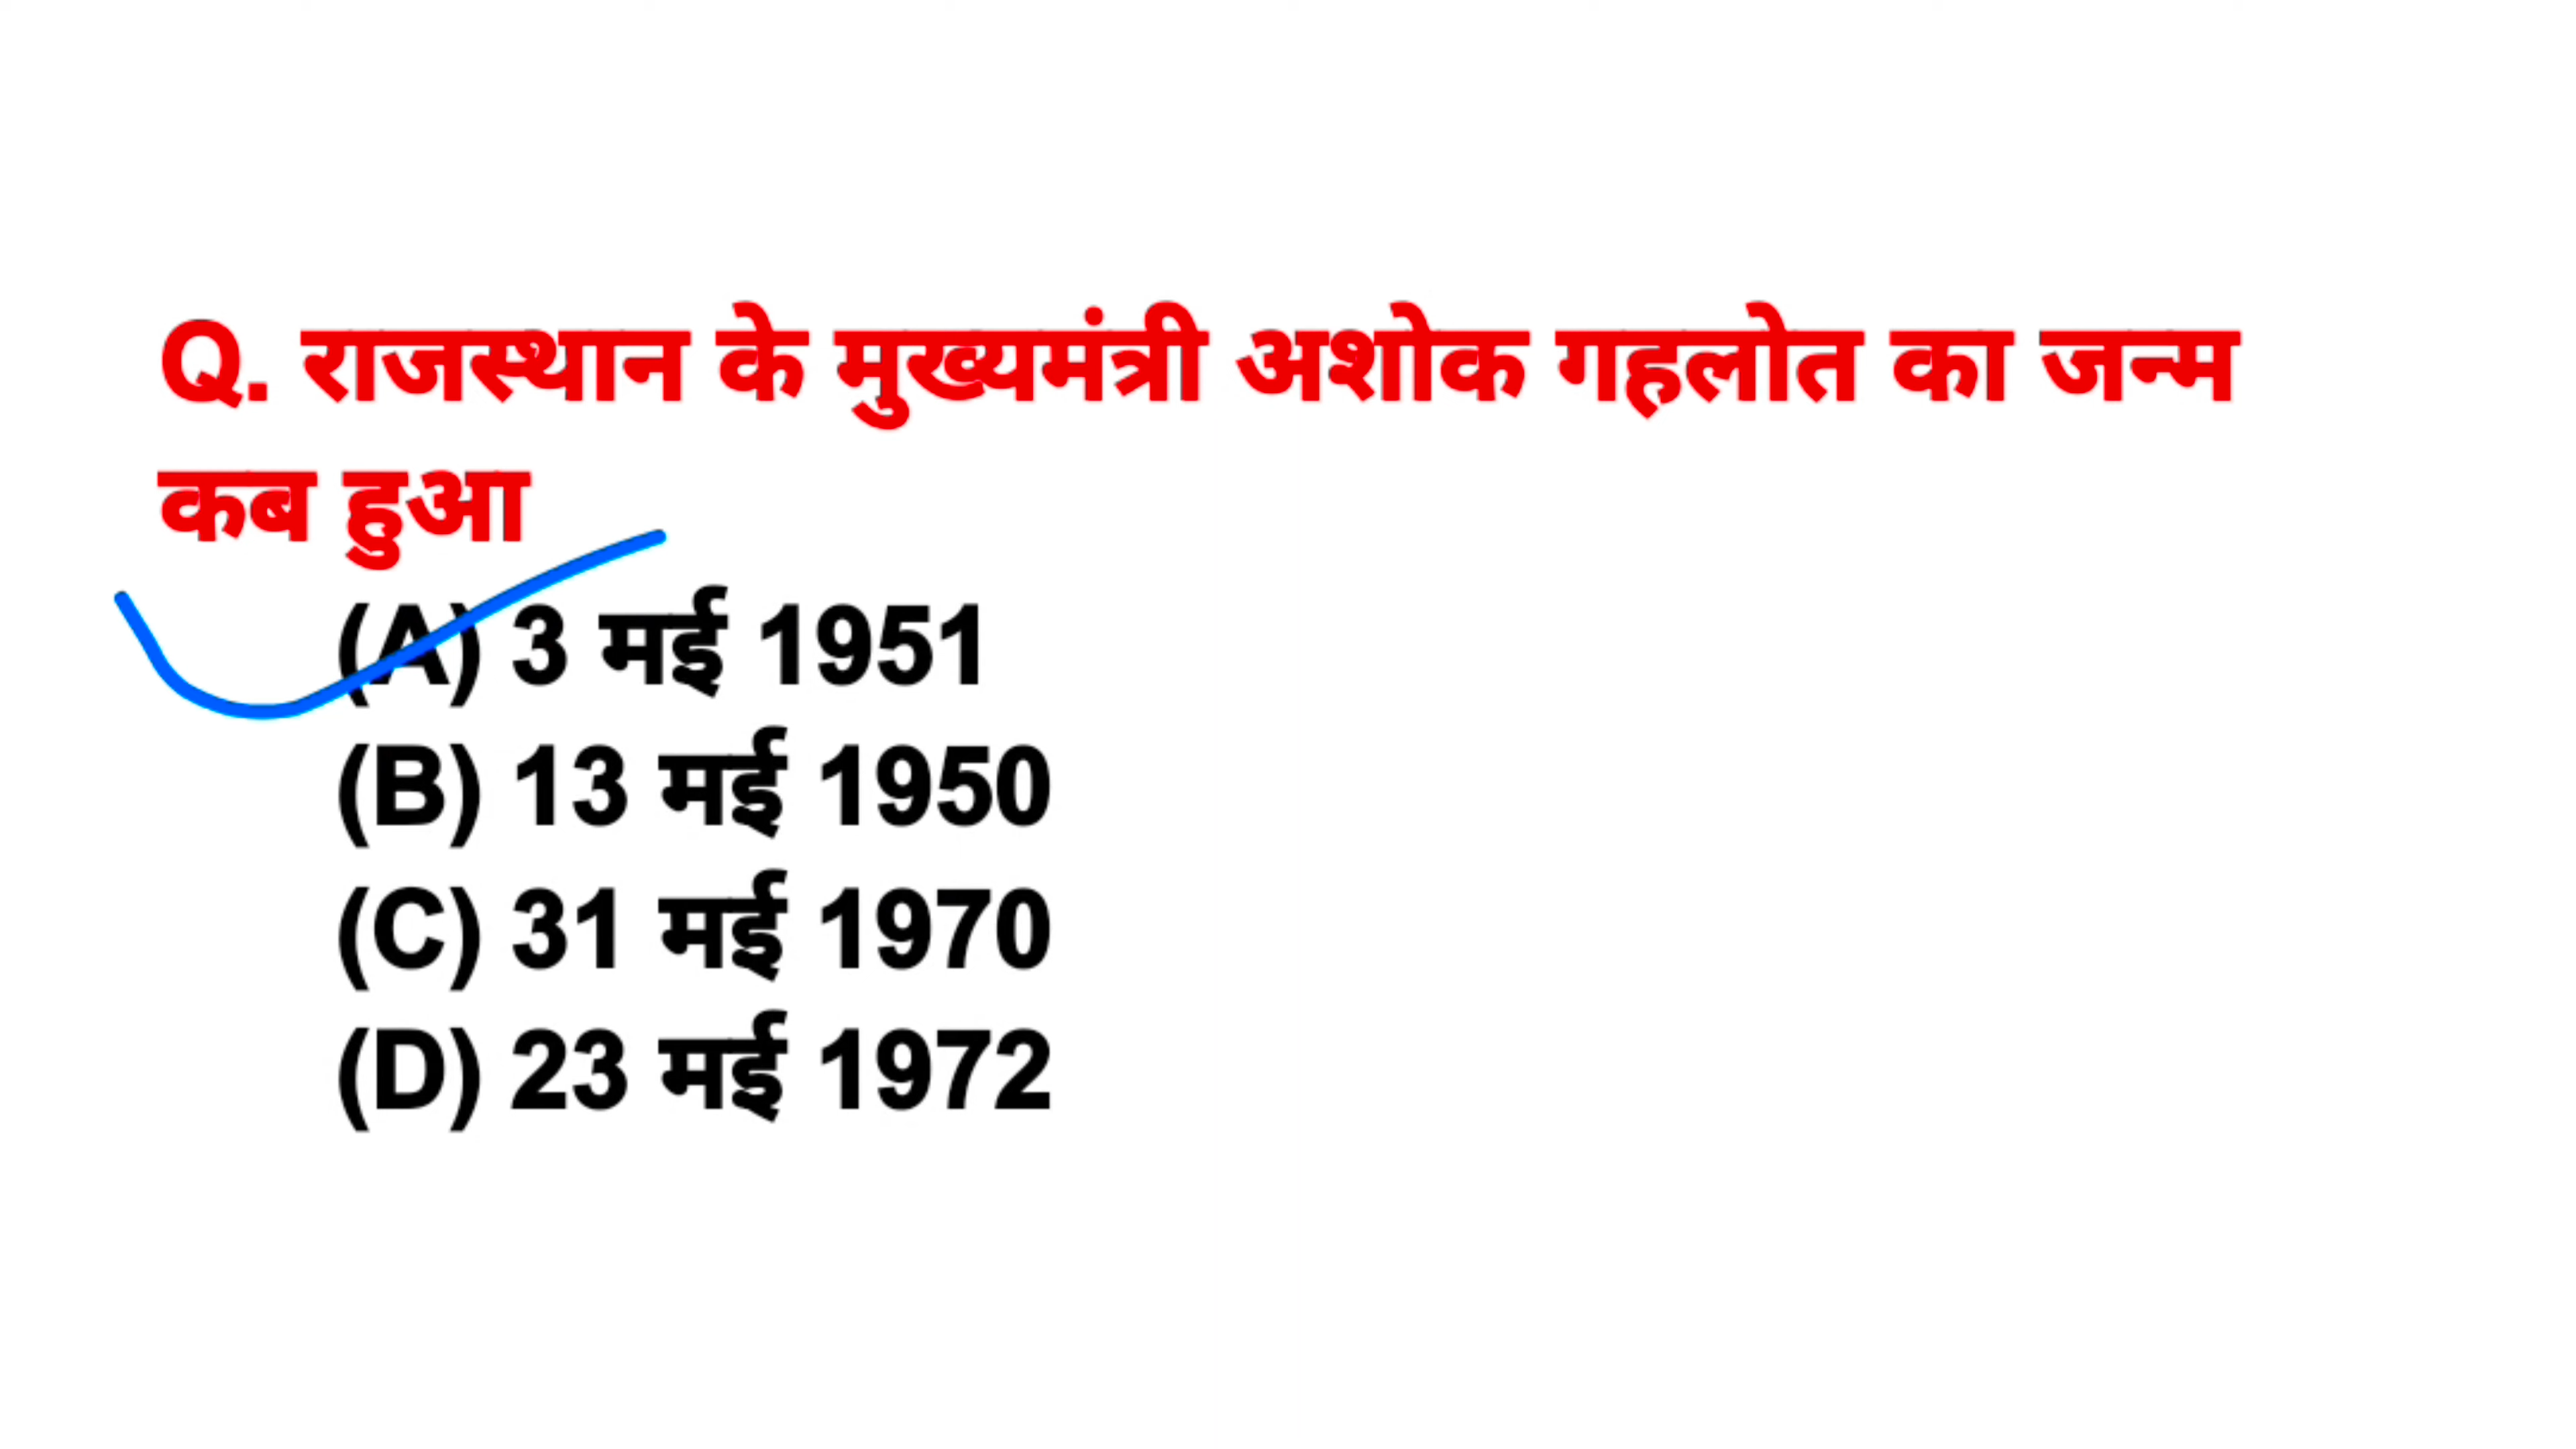 Q. राजस्थान के मुख्यमंत्री अशोक गहलोत का जन्म
कब हुआ
(A) 3 मई 1951
(B) 13 मई 1950
(C) 31 मई 1970
(D) 23 मई 1972